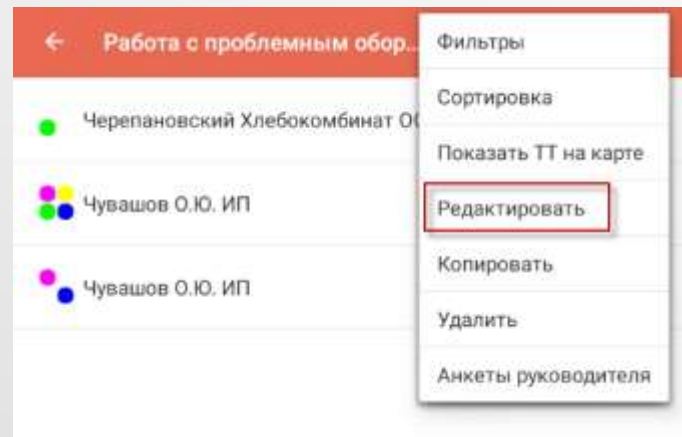 Работа с проблемным обор...
Черепановский Хлебокомбинат ОО
Чувашов О.Ю. ИП
Чувашов О.Ю. ИП
Фильтры
Сортировка
Показать ТТ на карте
Редактировать
Копировать
Удалить
Анкеты руководителя